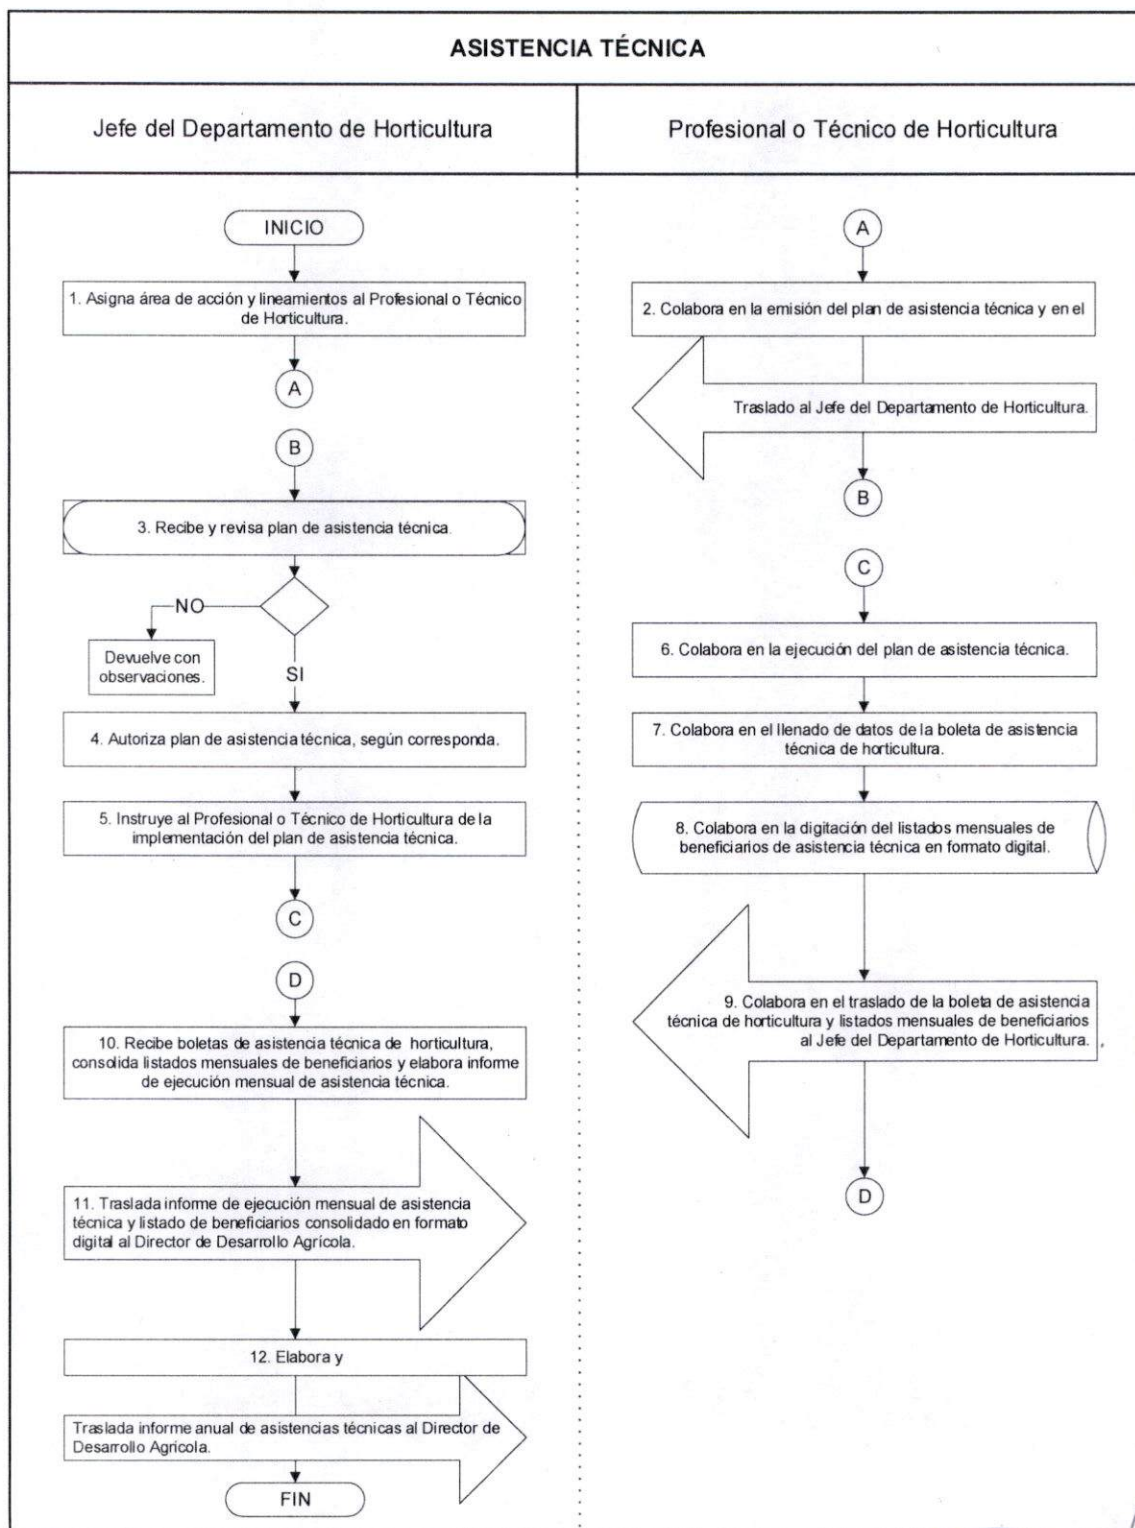 ASISTENCIA TÉCNICA
Jefe del Departamento de Horticultura
Profesional o Técnico de Horticultura
INICIO
1. Asigna área de acción y lineamientos al Profesional o Técnico
de Horticultura.
A
B
3. Recibe y revisa plan de asistencia técnica.
NO
Devuelve con
observaciones.
SI
4. Autoriza plan de asistencia técnica, según corresponda.
5. Instruye al Profesional o Técnico de Horticultura de la
implementación del plan de asistencia técnica.
C
D
10. Recibe boletas de asistencia técnica de horticultura,
consolida listados mensuales de beneficiarios y elabora informe
de ejecución mensual de asistencia técnica.
11. Traslada informe de ejecución mensual de asistencia
técnica y listado de beneficiarios consolidado en formato
digital al Director de Desarrollo Agrícola.
12. Elabora y
Traslada informe anual de asistencias técnicas al Director de
Desarrollo Agrícola.
FIN
A
2. Colabora en la emisión del plan de asistencia técnica y en el
Traslado al Jefe del Departamento de Horticultura.
B
C
6. Colabora en la ejecución del plan de asistencia técnica.
7. Colabora en el llenado de datos de la boleta de asistencia
técnica de horticultura.
8. Colabora en la digitación del listados mensuales de
beneficiarios de asistencia técnica en formato digital.
9. Colabora en el traslado de la boleta de asistencia
técnica de horticultura y listados mensuales de beneficiarios
al Jefe del Departamento de Horticultura.
D